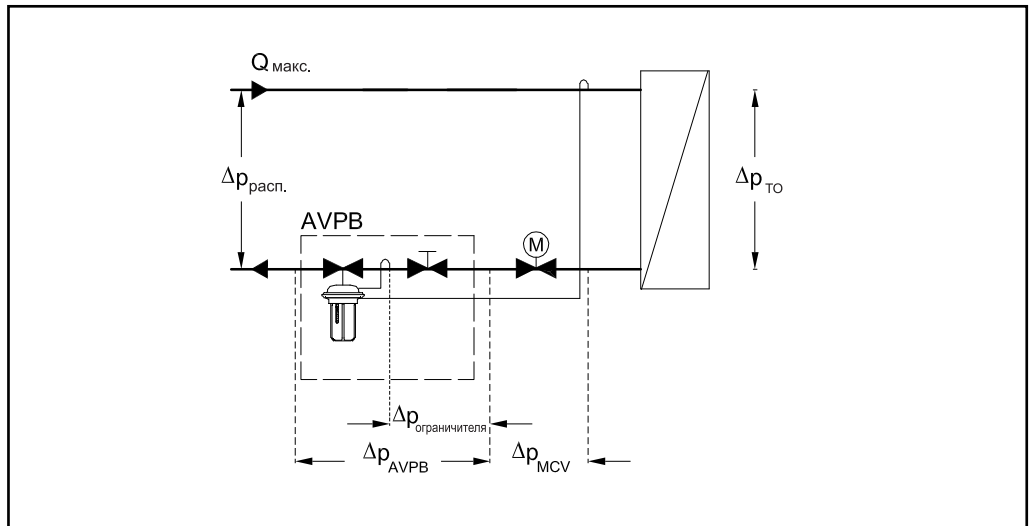 Q макс.
Δp расп.
Δp ТО
AVPB
M
Δp ограничителя
Δp AVPB
Δp MCV